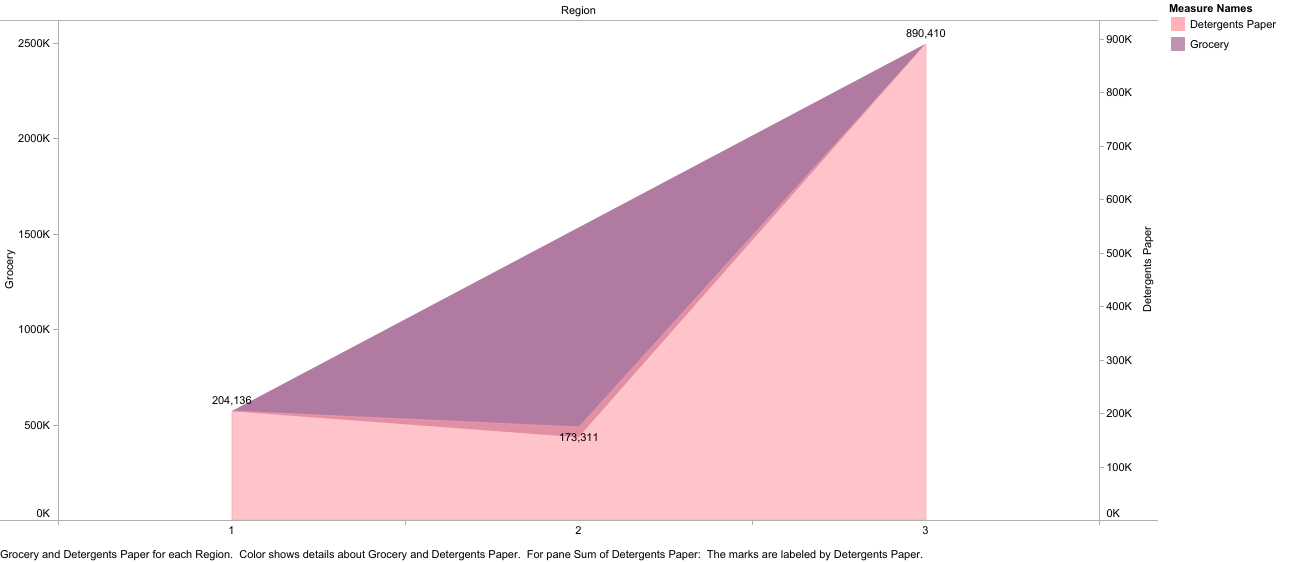 Region
Measure Names
Detergents Paper
Grocery
2500K
2000K
1500K
1000K
500K
0K
Grocery
890,410
204,136
173,311
900K
800K
700K
600K
500K
400K
300K
200K
100K
0K
Detergents Paper
1 2 3
Grocery and Detergents Paper for each Region.  Color shows details about Grocery and Detergents Paper.  For pane Sum of Detergents Paper:  The marks are labeled by Detergents Paper.